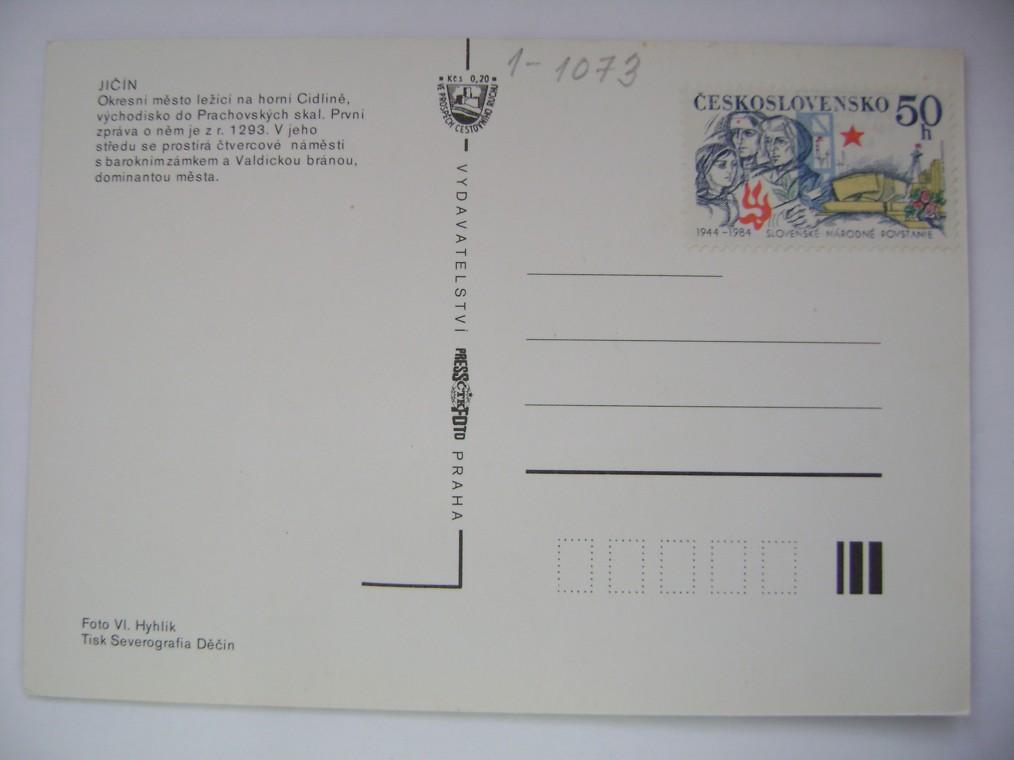 JIČÍN
Okresní město ležící na horní Cidlině,
východisko do Prachovských skal. První
zpráva o něm je z r. 1293. V jeho
středu se prostírá čtvercové náměstí
s barokním zámkem a Valdickou bránou,
dominantou města.
Kčs 0,20
VE PROSPĚCH CESTOVNÍHO RUCHU
VYDAVATELSTVÍ PRESSFOTO PRAHA
ČTK
1-1073
ČESKOSLOVENSKO 50
h
1944-1984 SLOVENSKÉ NÁRODNÉ POVSTANIE
Foto Vl. Hyhlík
Tisk Severografia Děčín